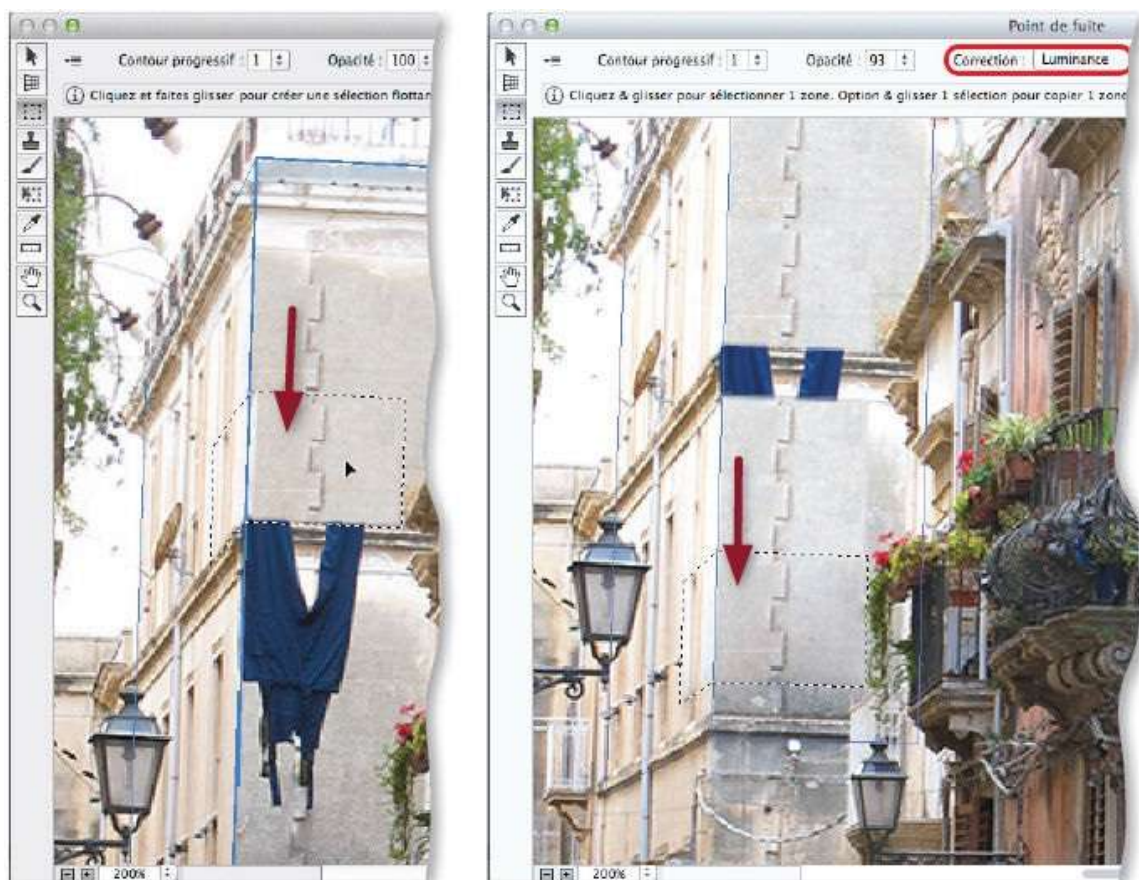 Contour progressif : 1 Opacité : 100
Cliquez et faites glisser pour créer une sélection
200%
Point de fuite
Contour progressif : 1 Opacité : 93 Correction : Luminance
Cliquez & glisser pour sélectionner 1 zone. Option & glisser 1 sélection pour copier 1 zone
200%